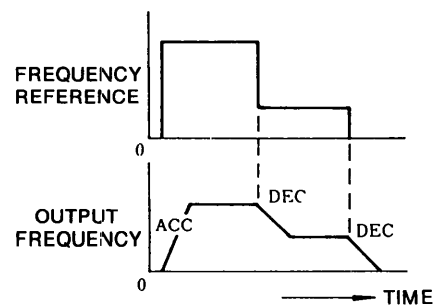 FREQUENCY
REFERENCE
0
OUTPUT
FREQUENCY
ACC
DEC
DEC
0
TIME